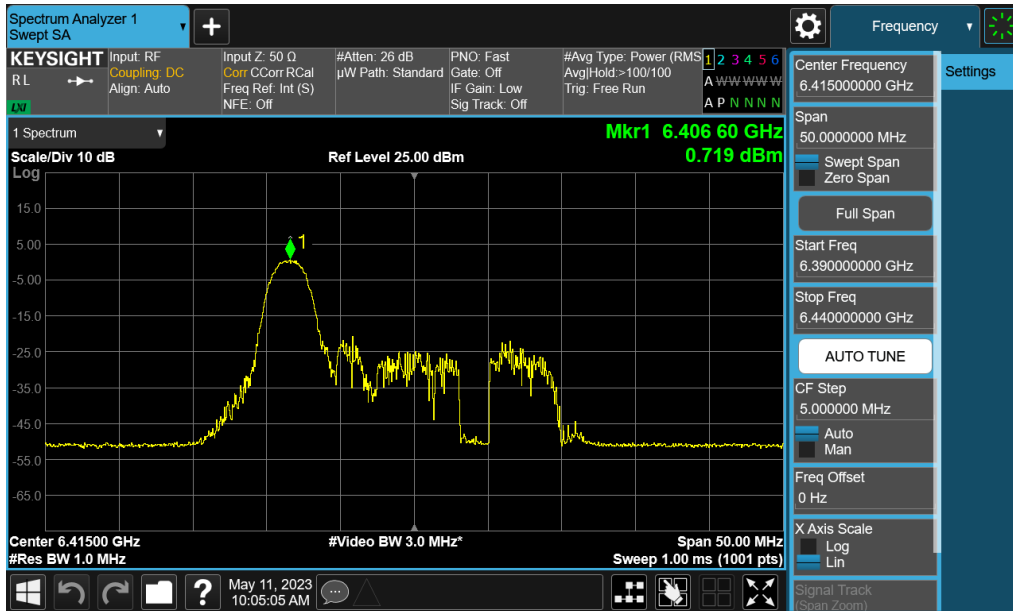 Spectrum Analyzer 1
Swept SA
+
Frequency
KEYSIGHT
R L
LXI
Input: RF
Coupling: DC
Align: Auto
Input Z: 50 Ω
Corr CCorr RCal
Freq Ref: Int (S)
NFE: Off
#Atten: 26 dB
µW Path: Standard
PNO: Fast
Gate: Off
IF Gain: Low
Sig Track: Off
#Avg Type: Power (RMS
Avg|Hold:>100/100
Trig: Free Run
1 2 3 4 5 6
A W W W W W
A P N N N N
1 Spectrum
Mkr1 6.406 60 GHz
Scale/Div 10 dB
Ref Level 25.00 dBm
0.719 dBm
Log
15.0
5.00
-5.00
-15.0
-25.0
-35.0
-45.0
-55.0
-65.0
1
Center 6.41500 GHz
#Video BW 3.0 MHz*
Span 50.00 MHz
#Res BW 1.0 MHz
Sweep 1.00 ms (1001 pts)
Center Frequency
6.415000000 GHz
Settings
Span
50.0000000 MHz
Swept Span
Zero Span
Full Span
Start Freq
6.390000000 GHz
Stop Freq
6.440000000 GHz
AUTO TUNE
CF Step
5.000000 MHz
Auto
Man
Freq Offset
0 Hz
X Axis Scale
Log
Lin
Signal Track
(Span Zoom)
?
May 11, 2023
10:05:05 AM